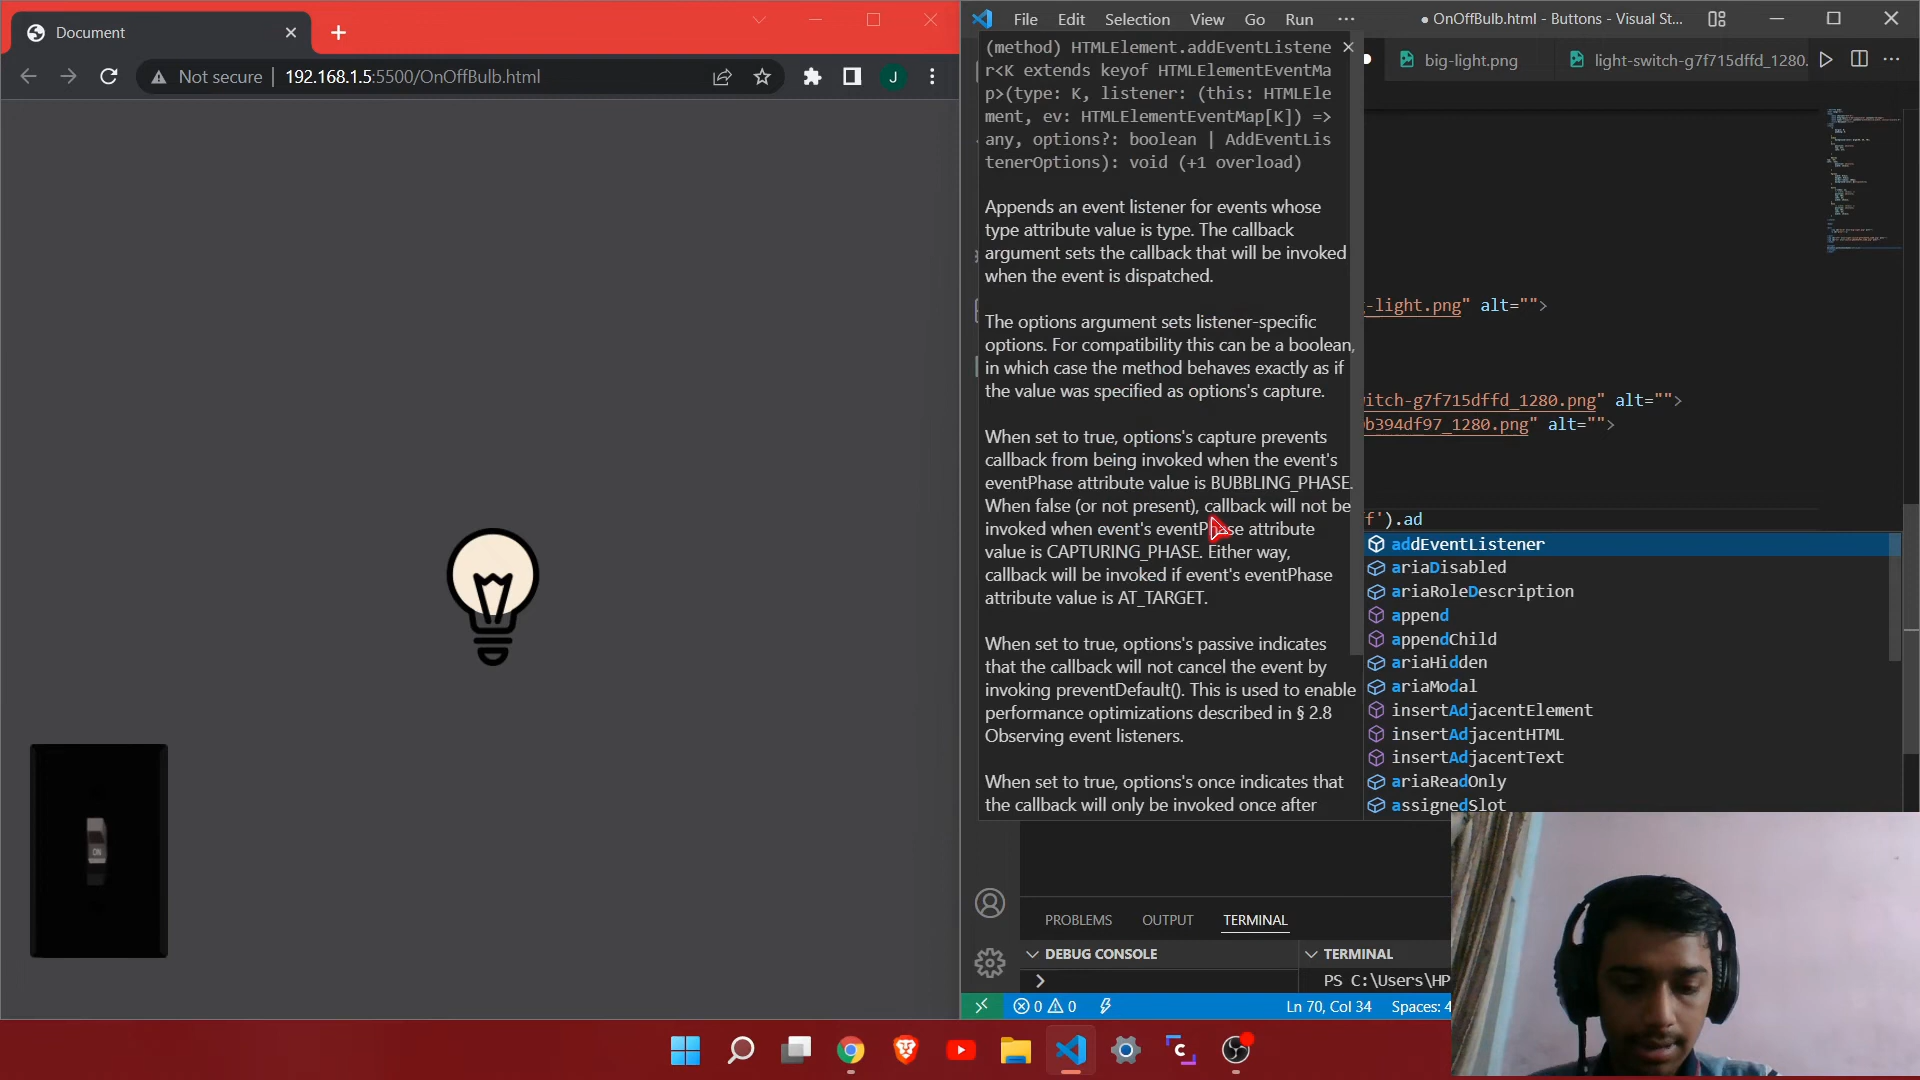 Document
Not secure
192.168.1.5:5500/OnOffBulb.html
J
ON
File Edit Selection View Go Run ···
● OnOffBulb.html - Buttons - Visual St...
big-light.png
light-switch-g7f715dffd_1280.
(method) HTMLElement.addEventListene
r<K extends keyof HTMLElementEventMa
p>(type: K, listener: (this: HTMLEle
ment, ev: HTMLElementEventMap[K]) =>
any, options?: boolean | AddEventLis
tenerOptions): void (+1 overload)
Appends an event listener for events whose
type attribute value is type. The callback
argument sets the callback that will be invoked
when the event is dispatched.
The options argument sets listener-specific
options. For compatibility this can be a boolean,
in which case the method behaves exactly as if
the value was specified as options's capture.
When set to true, options's capture prevents
callback from being invoked when the event's
eventPhase attribute value is BUBBLING_PHASE.
When false (or not present), callback will not be
invoked when event's eventPhase attribute
value is CAPTURING_PHASE. Either way,
callback will be invoked if event's eventPhase
attribute value is AT_TARGET.
When set to true, options's passive indicates
that the callback will not cancel the event by
invoking preventDefault(). This is used to enable
performance optimizations described in § 2.8
Observing event listeners.
When set to true, options's once indicates that
the callback will only be invoked once after
-light.png" alt="">
itch-g7f715dffd_1280.png" alt="">
b394df97_1280.png" alt="">
f').ad
addEventListener
ariaDisabled
ariaRoleDescription
append
appendChild
ariaHidden
ariaModal
insertAdjacentElement
insertAdjacentHTML
insertAdjacentText
ariaReadOnly
assignedSlot
PROBLEMS OUTPUT TERMINAL
DEBUG CONSOLE
TERMINAL
PS C:\Users\HP
0 0
Ln 70, Col 34 Spaces: 4